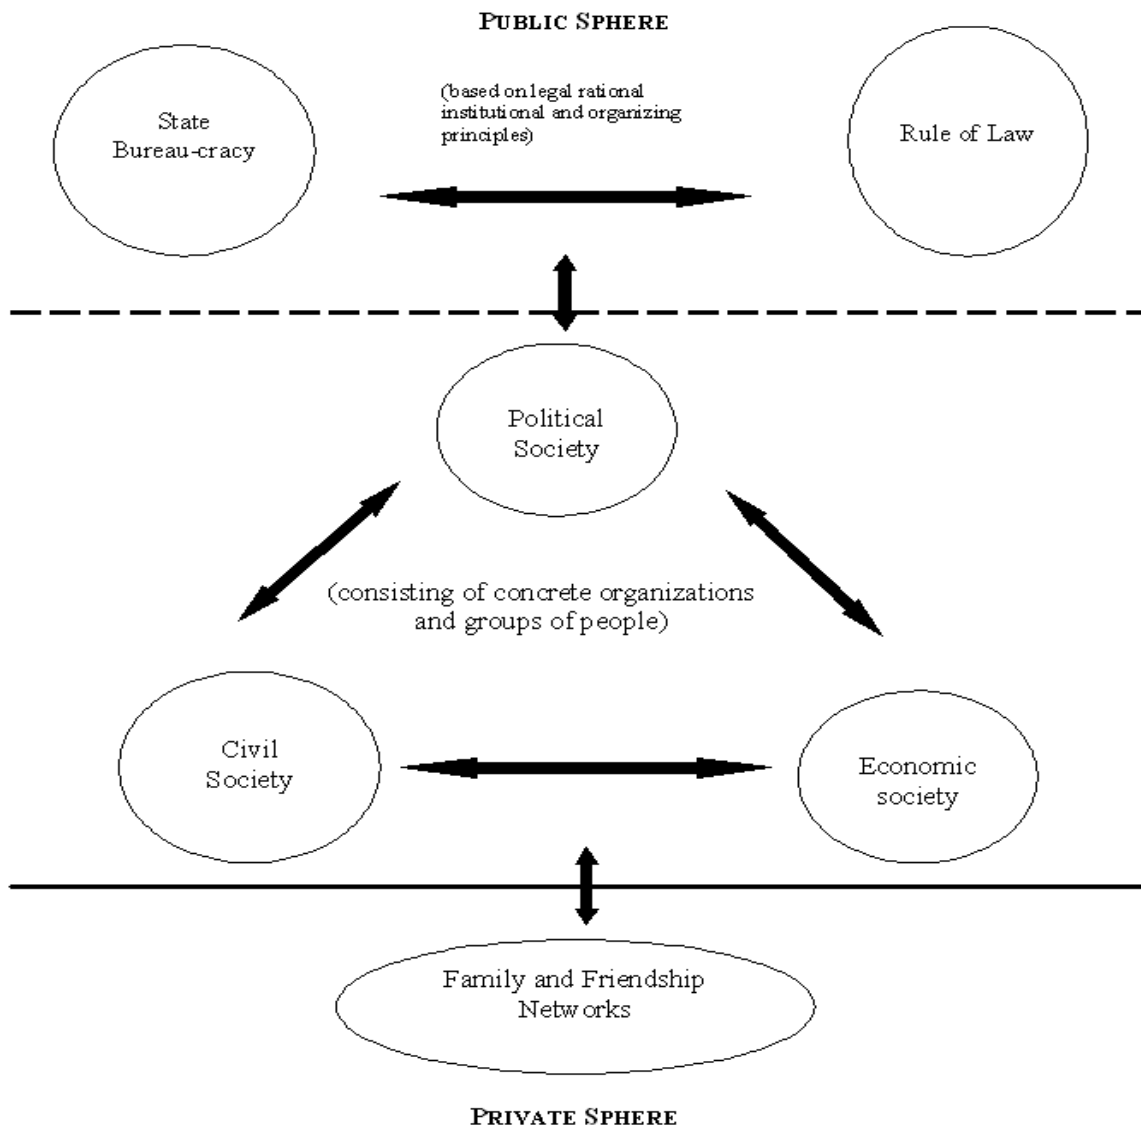 PUBLIC SPHERE
(based on legal rational
institutional and organizing
principles)
State
Bureau-cracy
Rule of Law
Political
Society
(consisting of concrete organizations
and groups of people)
Civil
Society
Economic
society
Family and Friendship
Networks
PRIVATE SPHERE